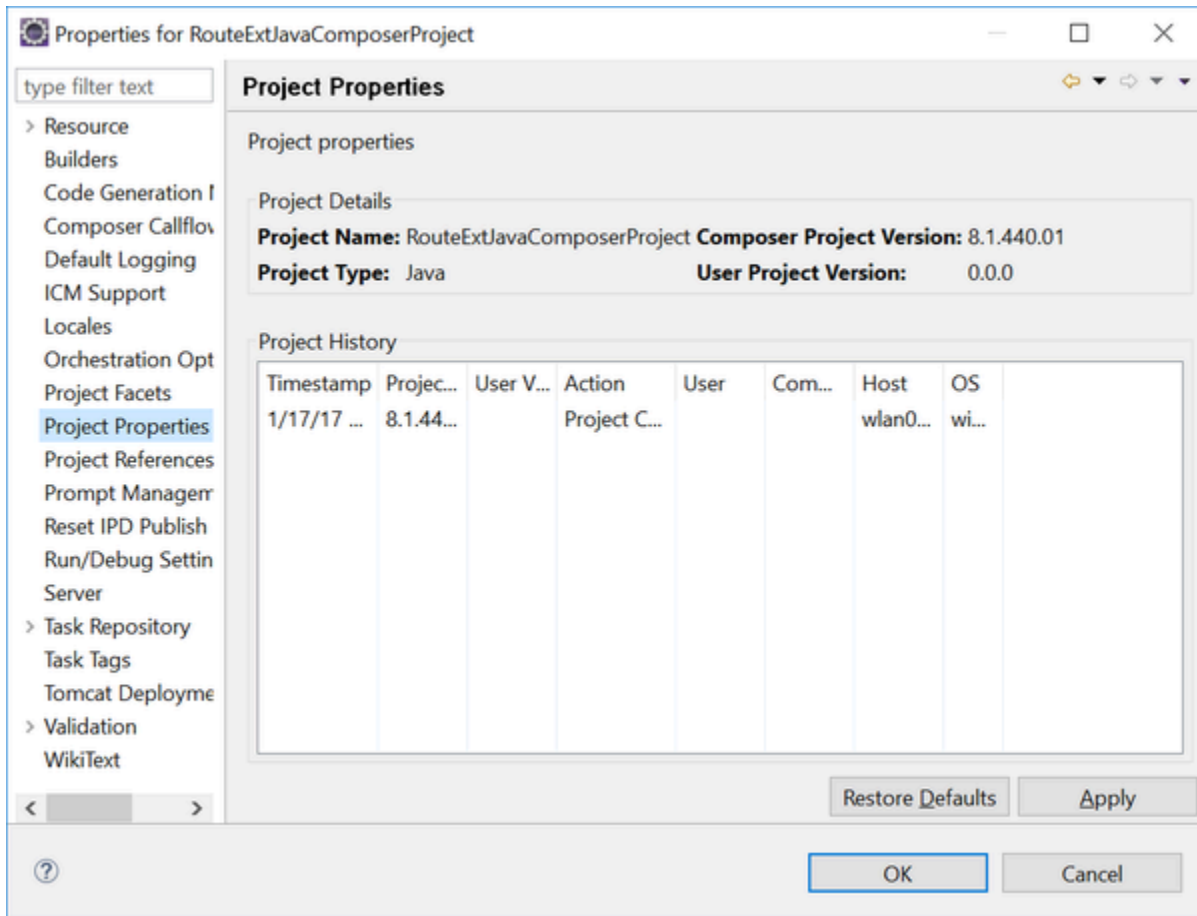 Properties for RouteExtJavaComposerProject
type filter text
Resource
Builders
Code Generation
Composer Callflov
Default Logging
ICM Support
Locales
Orchestration Opt
Project Facets
Project Properties
Project References
Prompt Managem
Reset IPD Publish
Run/Debug Settin
Server
Task Repository
Task Tags
Tomcat Deployme
Validation
WikiText
Project Properties
Project properties
Project Details
Project Name: RouteExtJavaComposerProject Composer Project Version: 8.1.440.01
Project Type: Java User Project Version: 0.0.0
Project History
Timestamp Projec... User V... Action User Com... Host OS
1/17/17 ... 8.1.44... Project C... wlan0... wi...
Restore Defaults Apply
OK Cancel